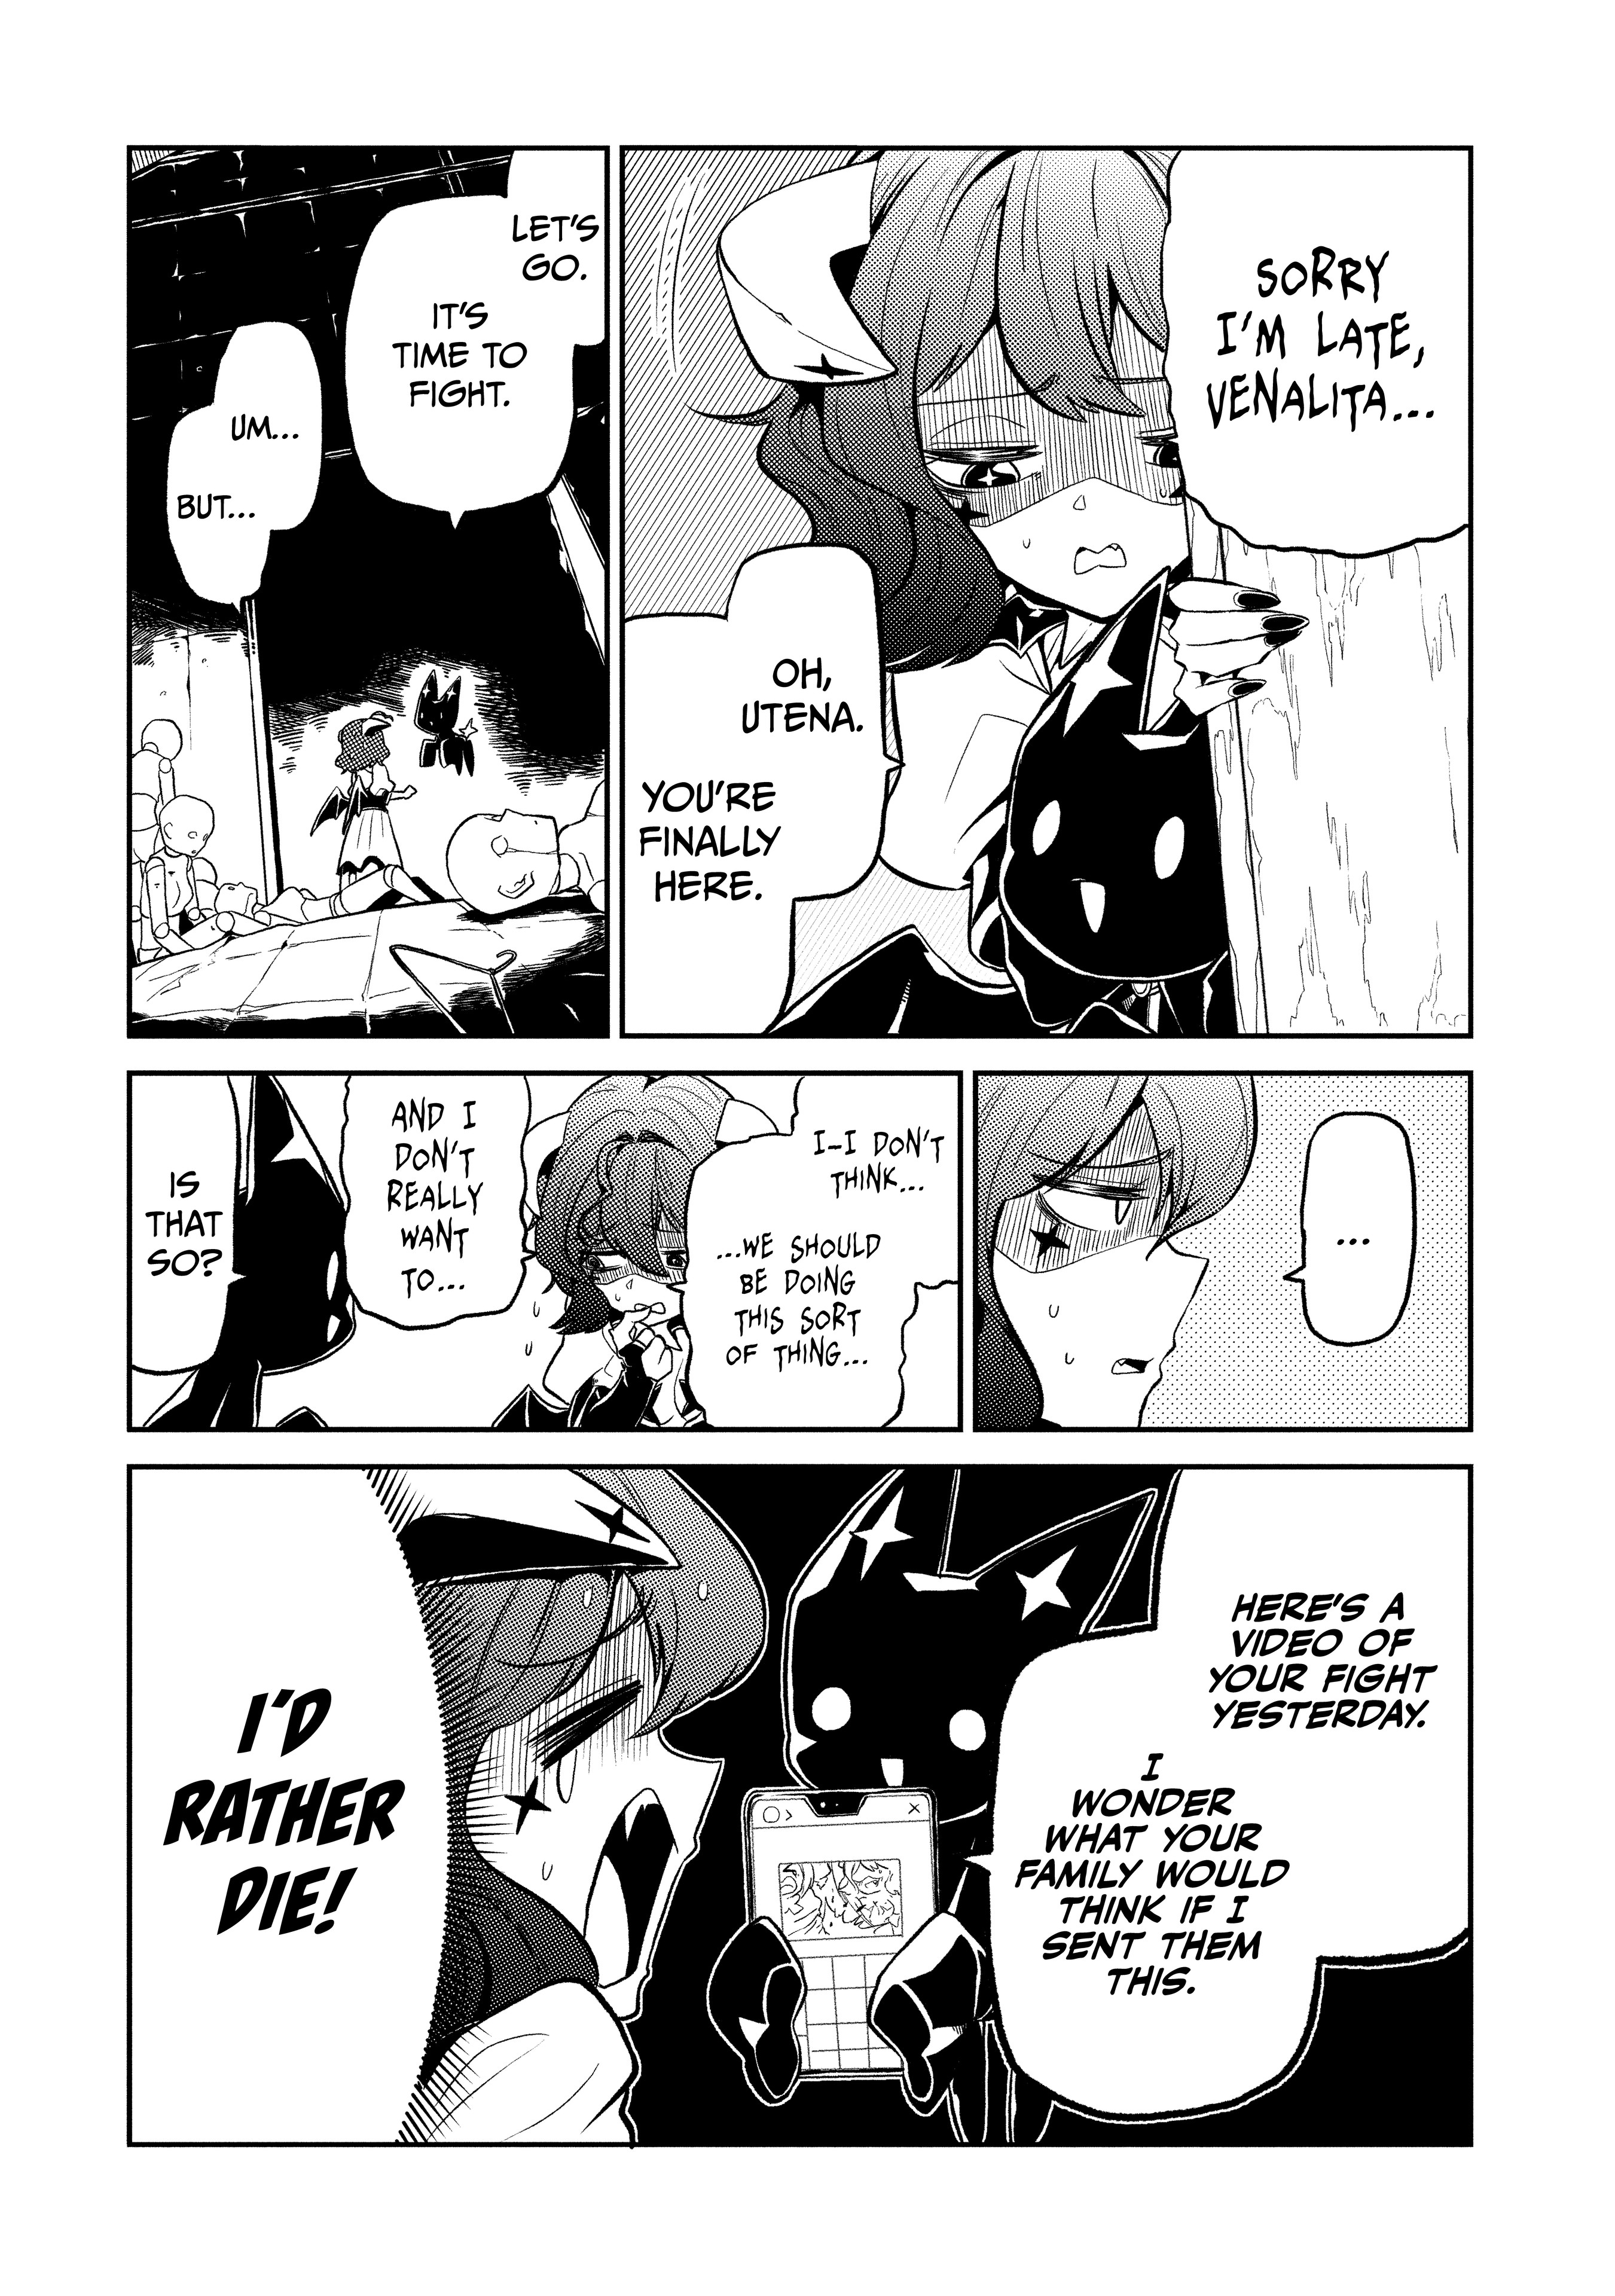 SORRY
I'M LATE,
VENALITA...
OH,
UTENA.
YOU'RE
FINALLY
HERE.
LET'S
GO.
IT'S
TIME TO
FIGHT.
UM...
BUT...
...
I-I DON'T
THINK...
...WE SHOULD
BE DOING
THIS SORT
OF THING...
AND I
DON'T
REALLY
WANT
TO...
IS
THAT
SO?
HERE'S A
VIDEO OF
YOUR FIGHT
YESTERDAY.
I
WONDER
WHAT YOUR
FAMILY WOULD
THINK IF I
SENT THEM
THIS.
I'D
RATHER
DIE!